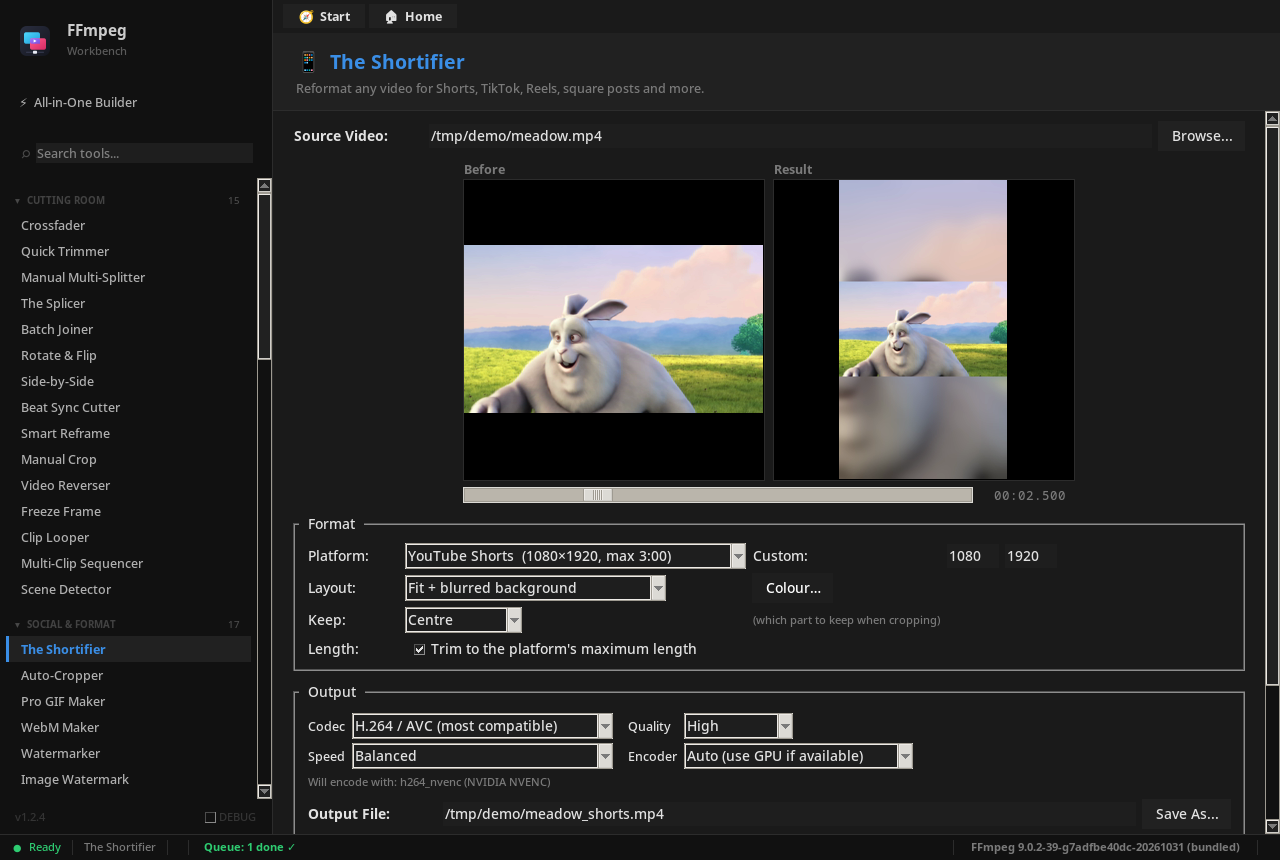 FFmpeg
Workbench
⚡ All-in-One Builder
Search tools...
▾ CUTTING ROOM 15
Crossfader
Quick Trimmer
Manual Multi-Splitter
The Splicer
Batch Joiner
Rotate & Flip
Side-by-Side
Beat Sync Cutter
Smart Reframe
Manual Crop
Video Reverser
Freeze Frame
Clip Looper
Multi-Clip Sequencer
Scene Detector
▾ SOCIAL & FORMAT 17
The Shortifier
Auto-Cropper
Pro GIF Maker
WebM Maker
Watermarker
Image Watermark
v1.2.4 DEBUG
Start Home
The Shortifier
Reformat any video for Shorts, TikTok, Reels, square posts and more.
Source Video: /tmp/demo/meadow.mp4 Browse...
Before Result
00:02.500
Format
Platform: YouTube Shorts (1080×1920, max 3:00) Custom: 1080 1920
Layout: Fit + blurred background Colour...
Keep: Centre (which part to keep when cropping)
Length: Trim to the platform's maximum length
Output
Codec H.264 / AVC (most compatible) Quality High
Speed Balanced Encoder Auto (use GPU if available)
Will encode with: h264_nvenc (NVIDIA NVENC)
Output File: /tmp/demo/meadow_shorts.mp4 Save As...
● Ready The Shortifier Queue: 1 done ✓ FFmpeg 9.0.2-39-g7adfbe40dc-20261031 (bundled)